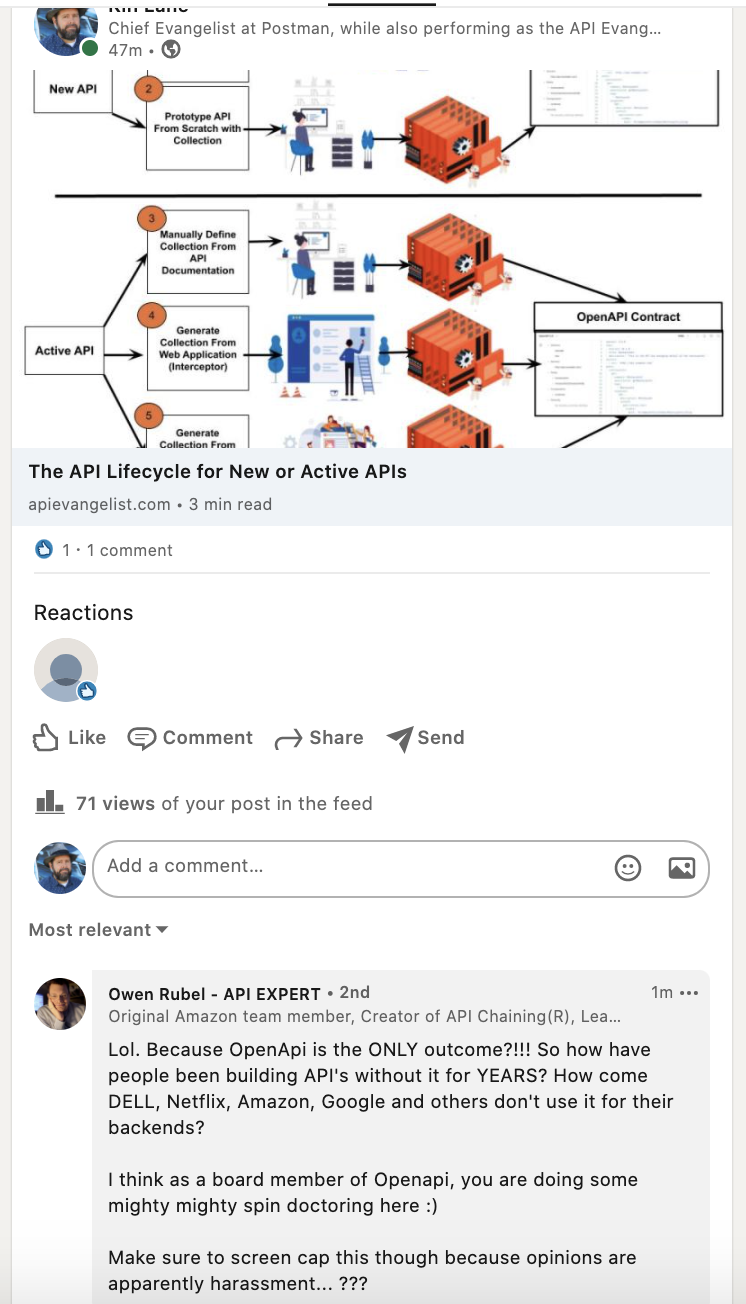 Kin Lane
Chief Evangelist at Postman, while also performing as the API Evang...
47m •
New API
2
Prototype API
From Scratch with
Collection
3
Manually Define
Collection From
API
Documentation
Active API
4
Generate
Collection From
Web Application
(Interceptor)
OpenAPI Contract
5
Generate
Collection From
The API Lifecycle for New or Active APIs
apievangelist.com • 3 min read
1 · 1 comment
Reactions
Like Comment Share Send
71 views of your post in the feed
Add a comment...
Most relevant
Owen Rubel - API EXPERT • 2nd 1m •••
Original Amazon team member, Creator of API Chaining(R), Lea...
Lol. Because OpenApi is the ONLY outcome?!!! So how have
people been building API's without it for YEARS? How come
DELL, Netflix, Amazon, Google and others don't use it for their
backends?
I think as a board member of Openapi, you are doing some
mighty mighty spin doctoring here :)
Make sure to screen cap this though because opinions are
apparently harassment... ???